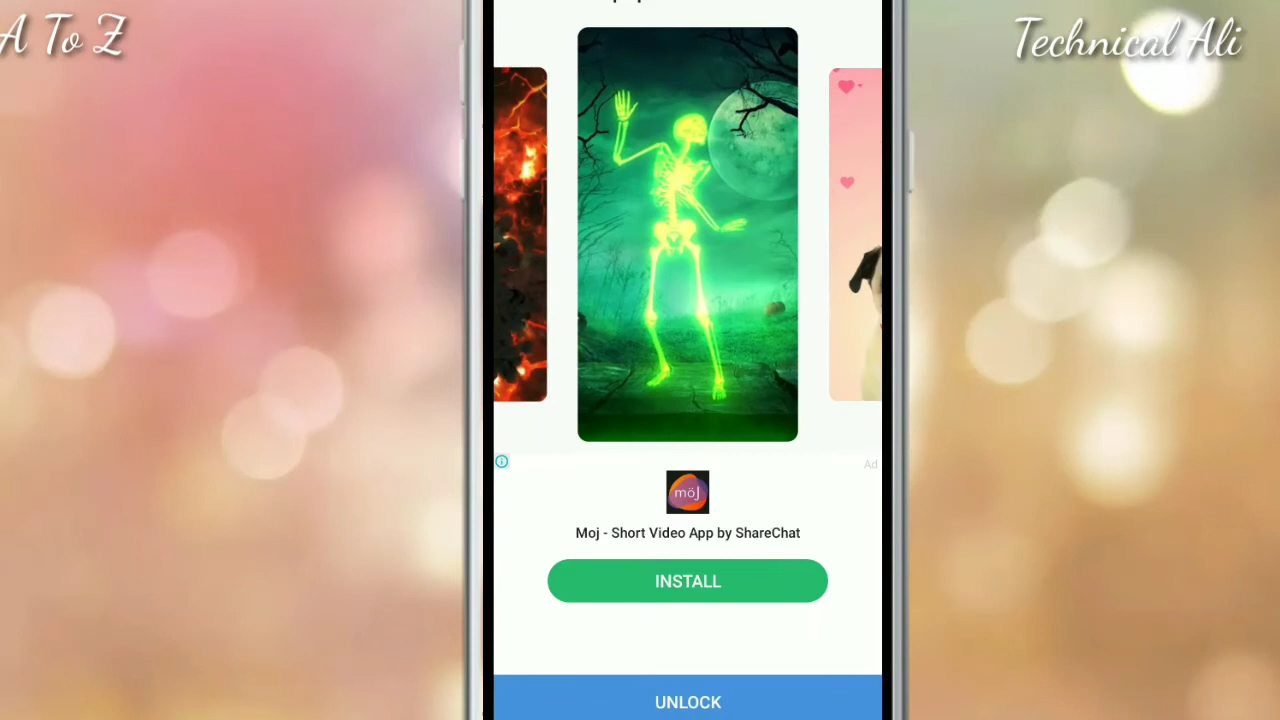 A To Z
Technical Ali
Ad
möj
Moj - Short Video App by ShareChat
INSTALL
UNLOCK